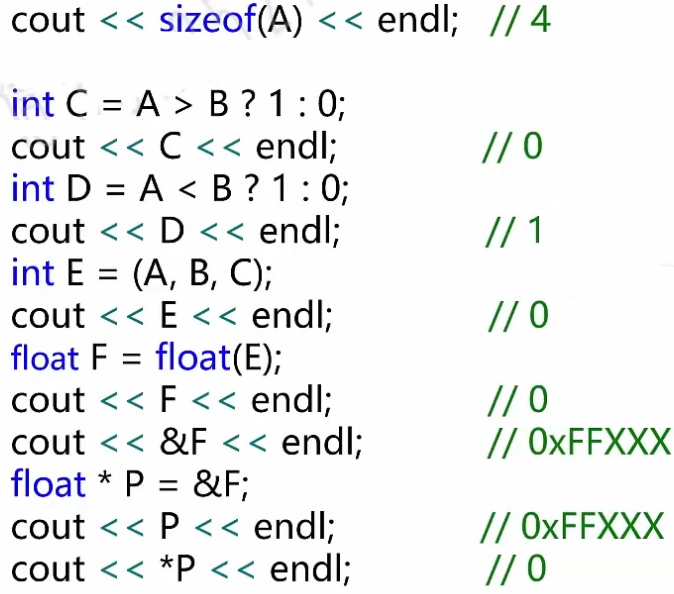 cout << sizeof(A) << endl; // 4
int C = A > B ? 1 : 0;
cout << C << endl; // 0
int D = A < B ? 1 : 0;
cout << D << endl; // 1
int E = (A, B, C);
cout << E << endl; // 0
float F = float(E);
cout << F << endl; // 0
cout << &F << endl; // 0xFFXXX
float * P = &F;
cout << P << endl; // 0xFFXXX
cout << *P << endl; // 0